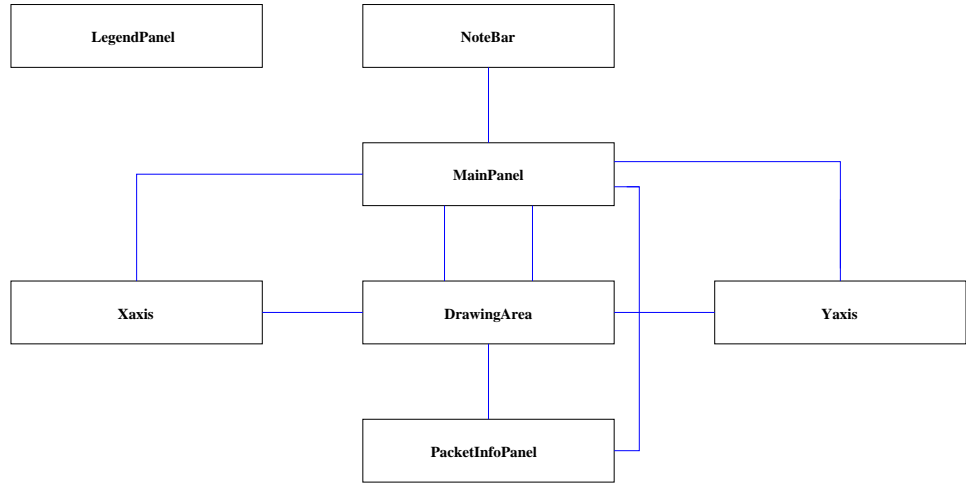 LegendPanel
NoteBar
MainPanel
Xaxis
DrawingArea
Yaxis
PacketInfoPanel